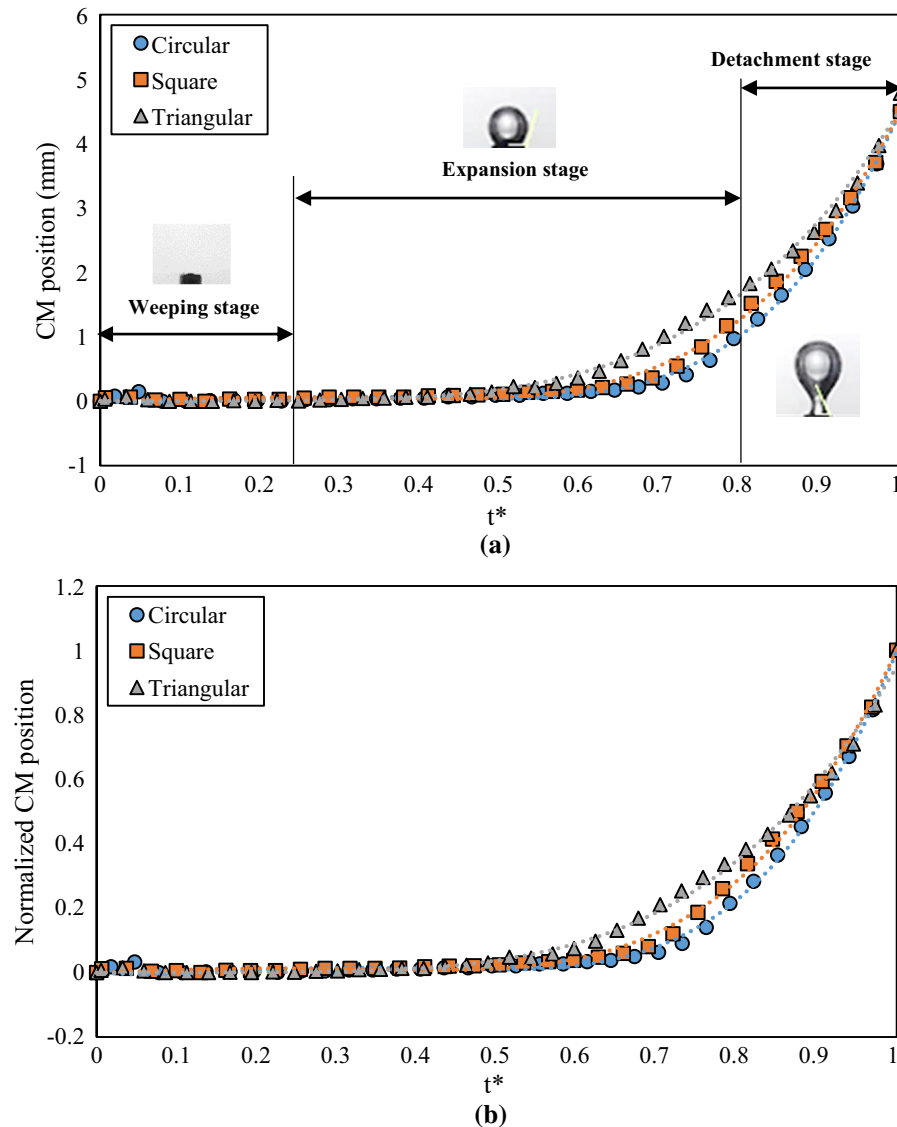 6
5
4
3
2
1
0
-1
CM position (mm)
Circular
Square
Triangular
Weeping stage
Expansion stage
Detachment stage
0 0.1 0.2 0.3 0.4 0.5 0.6 0.7 0.8 0.9 1
t*
(a)
1.2
1
0.8
0.6
0.4
0.2
0
-0.2
Normalized CM position
Circular
Square
Triangular
0 0.1 0.2 0.3 0.4 0.5 0.6 0.7 0.8 0.9 1
t*
(b)